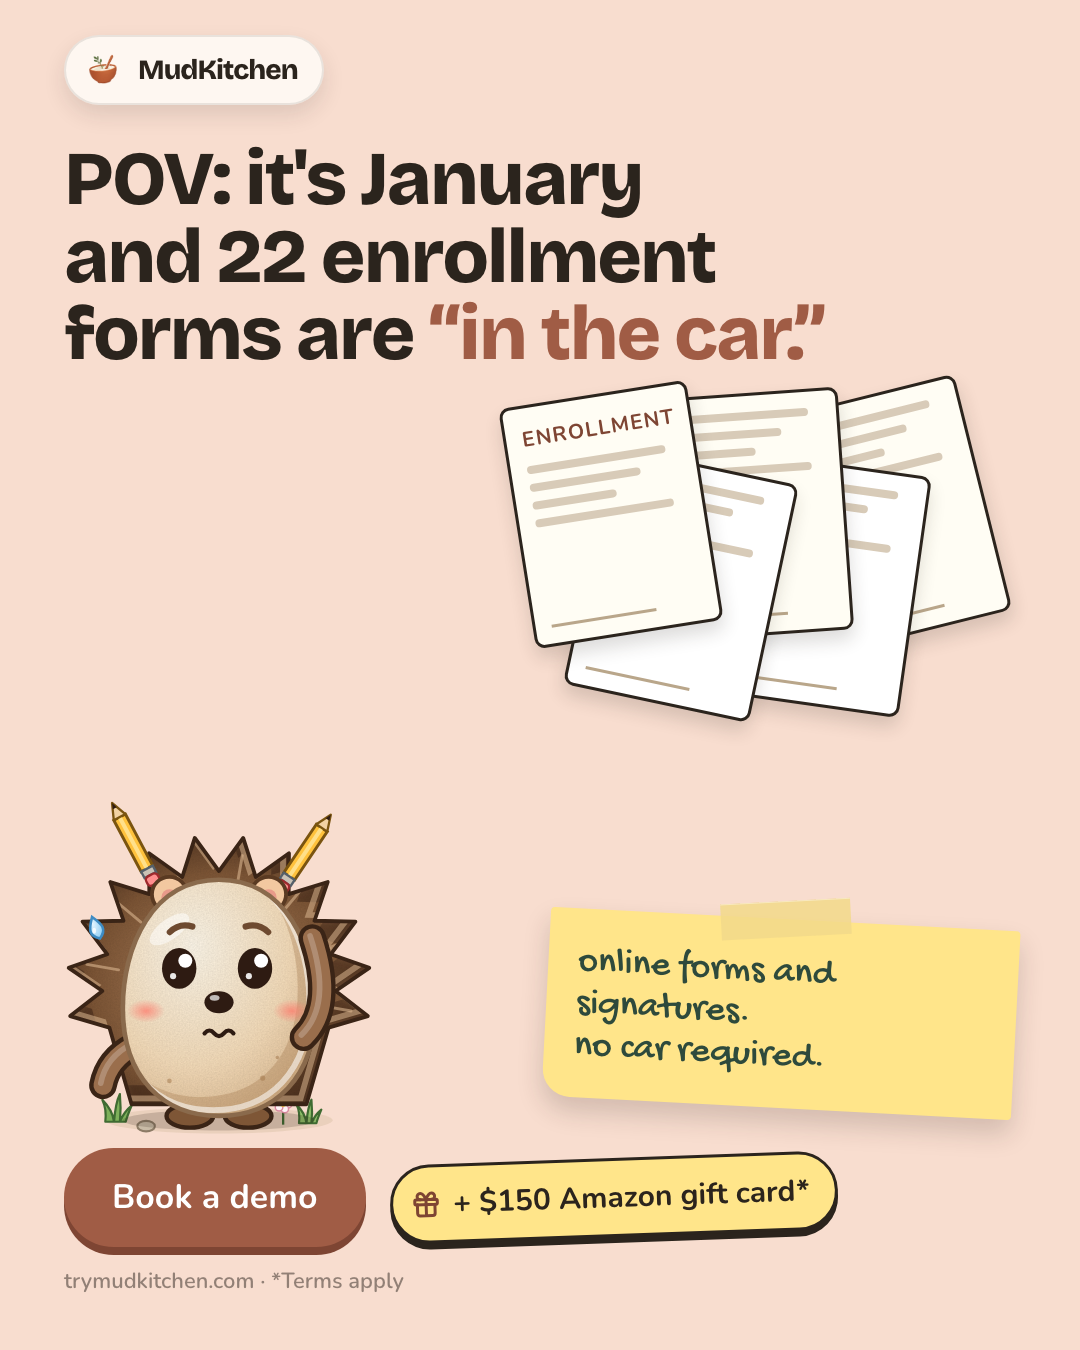 MudKitchen
POV: it's January
and 22 enrollment
forms are “in the car.”
ENROLLMENT
online forms and
signatures.
no car required.
Book a demo
+ $150 Amazon gift card*
trymudkitchen.com · *Terms apply